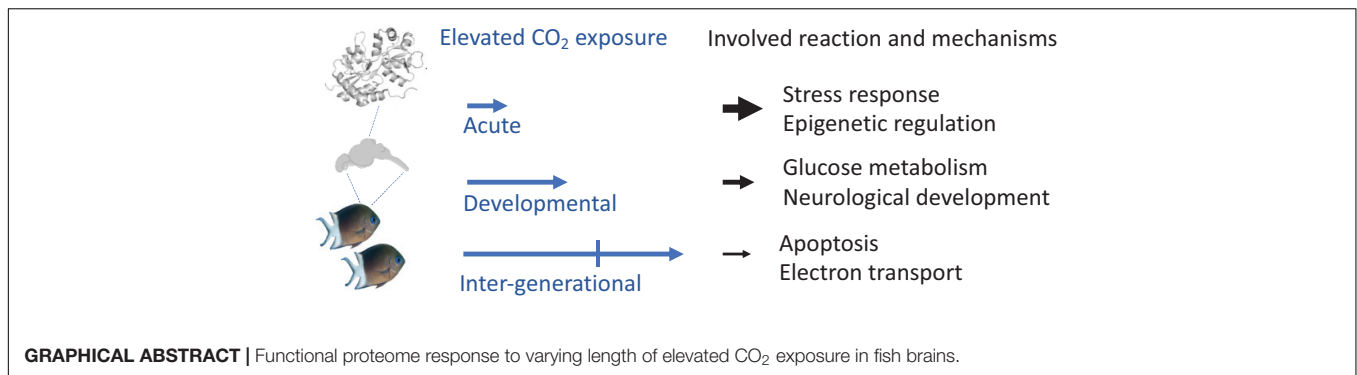 Elevated CO₂ exposure
Involved reaction and mechanisms
Acute
Stress response
Epigenetic regulation
Developmental
Glucose metabolism
Neurological development
Inter-generational
Apoptosis
Electron transport
GRAPHICAL ABSTRACT | Functional proteome response to varying length of elevated CO₂ exposure in fish brains.